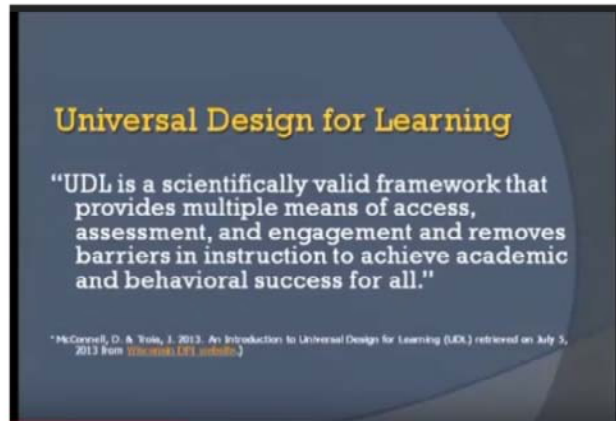 Universal Design for Learning
“UDL is a scientifically valid framework that
provides multiple means of access,
assessment, and engagement and removes
barriers in instruction to achieve academic
and behavioral success for all.”
* McConnell, D. & Troia, J. 2013. An Introduction to Universal Design for Learning (UDL) retrieved on July 5,
2013 from Wisconsin DPI website.)